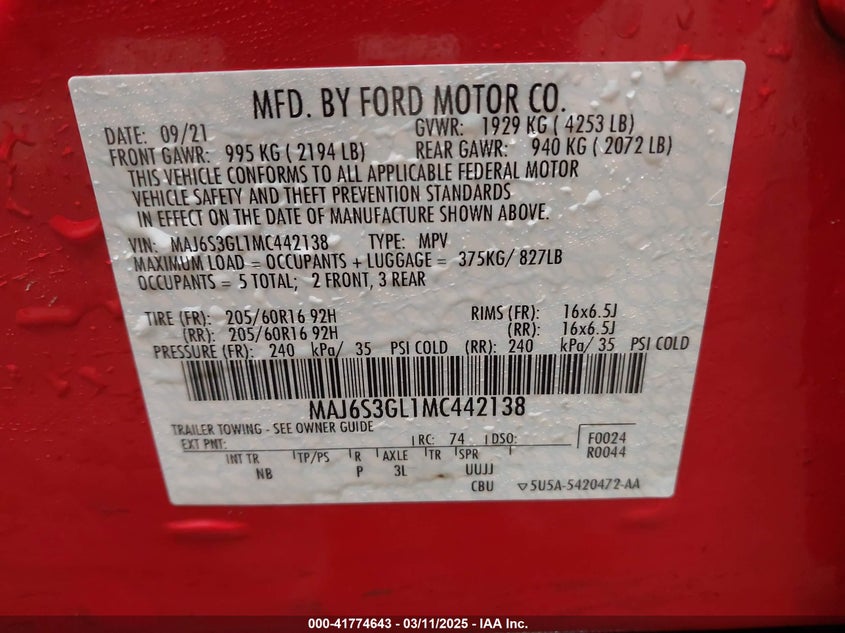 MFD. BY FORD MOTOR CO.
DATE: 09/21 GVWR: 1929 KG ( 4253 LB)
FRONT GAWR: 995 KG ( 2194 LB) REAR GAWR: 940 KG ( 2072 LB)
THIS VEHICLE CONFORMS TO ALL APPLICABLE FEDERAL MOTOR
VEHICLE SAFETY AND THEFT PREVENTION STANDARDS
IN EFFECT ON THE DATE OF MANUFACTURE SHOWN ABOVE.
VIN: MAJ6S3GL1MC442138 TYPE: MPV
MAXIMUM LOAD = OCCUPANTS + LUGGAGE = 375KG/ 827LB
OCCUPANTS = 5 TOTAL; 2 FRONT, 3 REAR
TIRE (FR): 205/60R16 92H RIMS (FR): 16x6.5J
(RR): 205/60R16 92H (RR): 16x6.5J
PRESSURE (FR): 240 kPa/ 35 PSI COLD (RR): 240 kPa/ 35 PSI COLD
MAJ6S3GL1MC442138
TRAILER TOWING - SEE OWNER GUIDE
EXT PNT: RC: 74 DSO: F0024
R0044
INT TR TP/PS R AXLE TR SPR
NB P 3L UUJJ
CBU ▽5U5A-5420472-AA
000-41774643 - 03/11/2025 - IAA Inc.